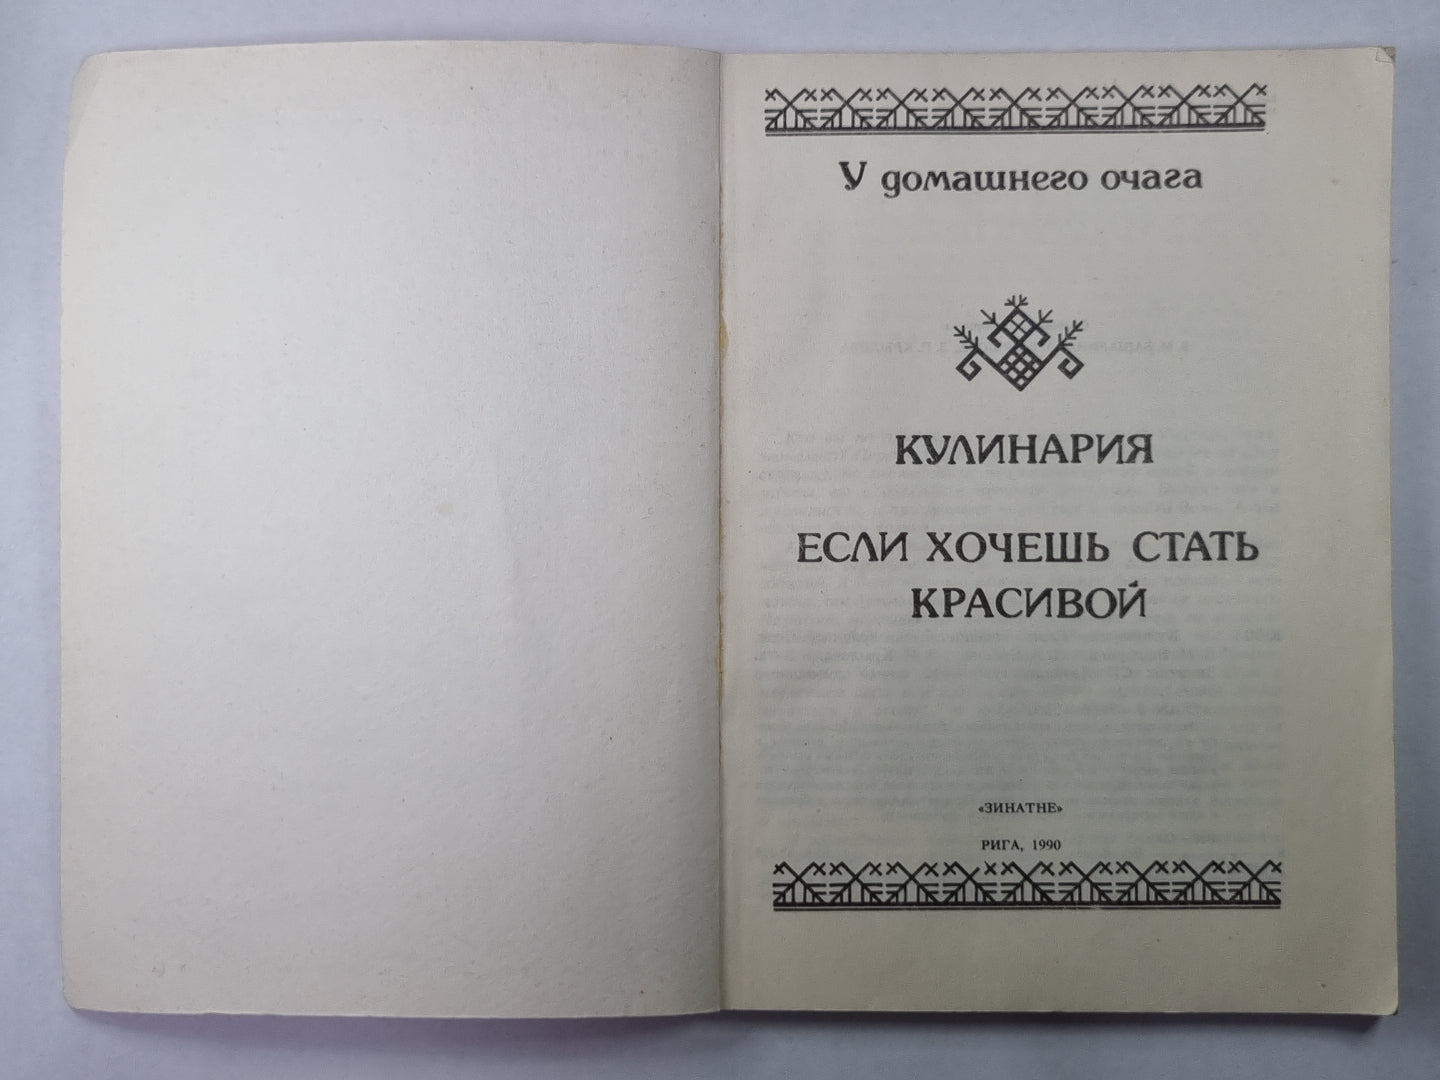 У домашнего очага
КУЛИНАРИЯ
ЕСЛИ ХОЧЕШЬ СТАТЬ
КРАСИВОЙ
«ЗИНАТНЕ»
РИГА, 1990